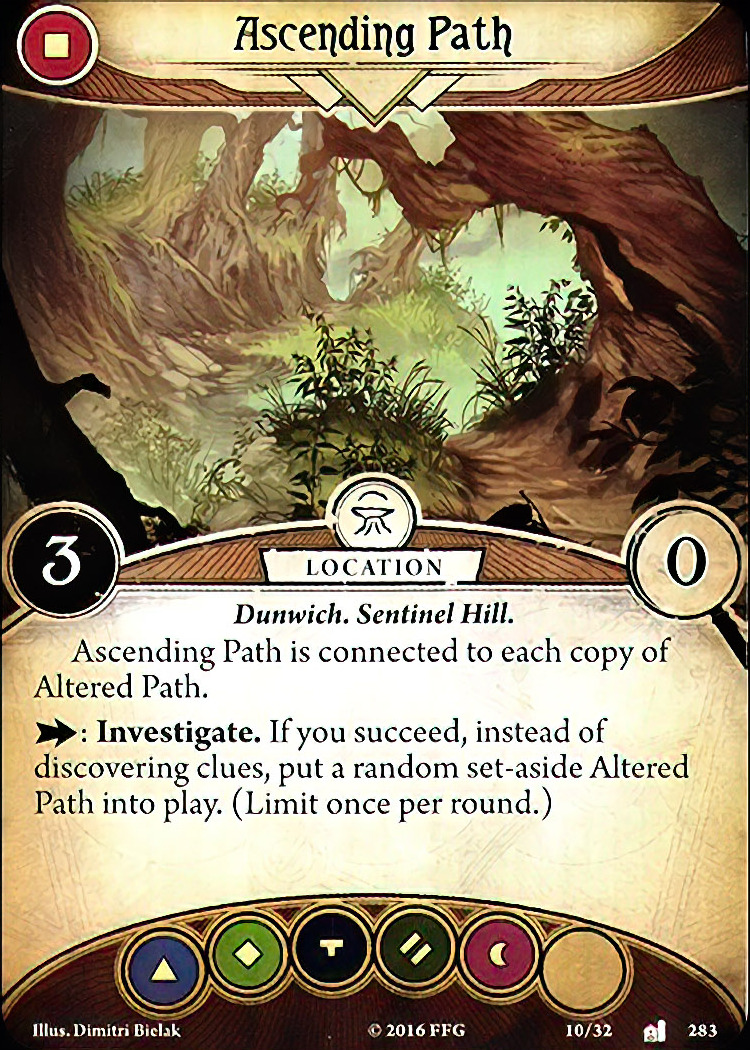 Ascending Path
3
LOCATION
0
Dunwich. Sentinel Hill.
Ascending Path is connected to each copy of
Altered Path.
: Investigate. If you succeed, instead of
discovering clues, put a random set-aside Altered
Path into play. (Limit once per round.)
Illus. Dimitri Bielak
© 2016 FFG
10/32
283